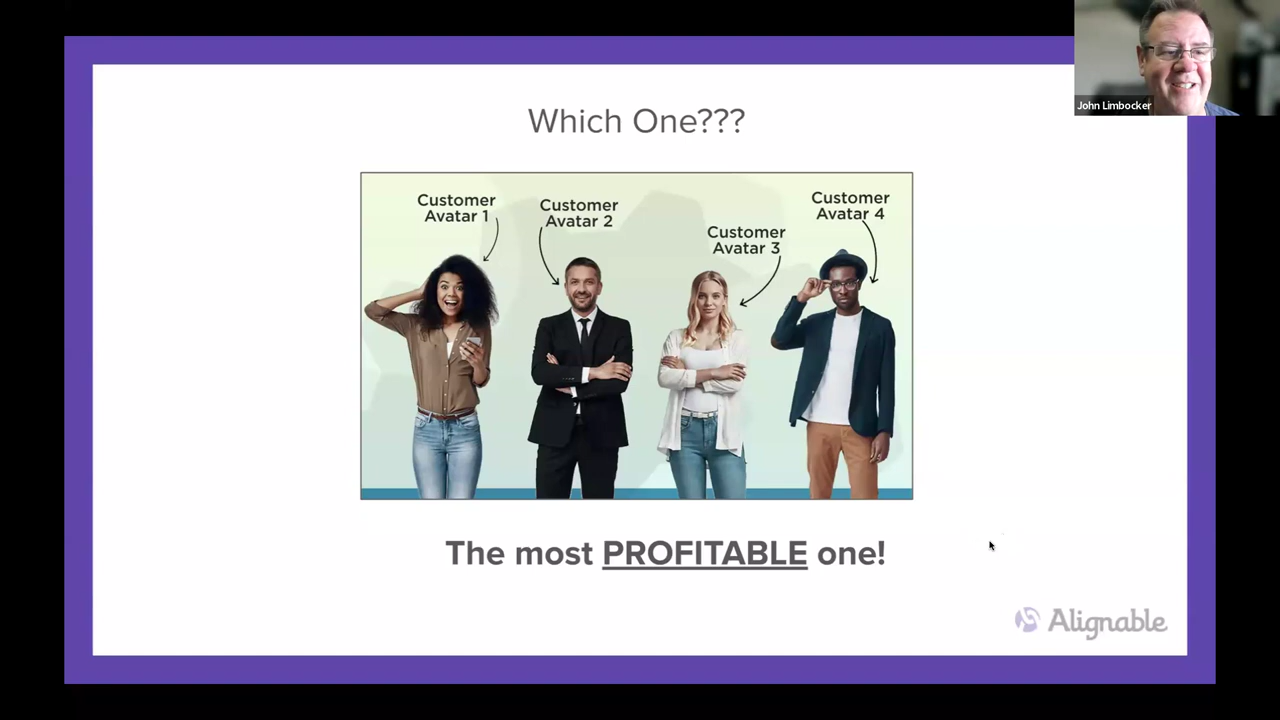 Which One???
John Limbocker
Customer
Avatar 1
Customer
Avatar 2
Customer
Avatar 3
Customer
Avatar 4
The most PROFITABLE one!
Alignable